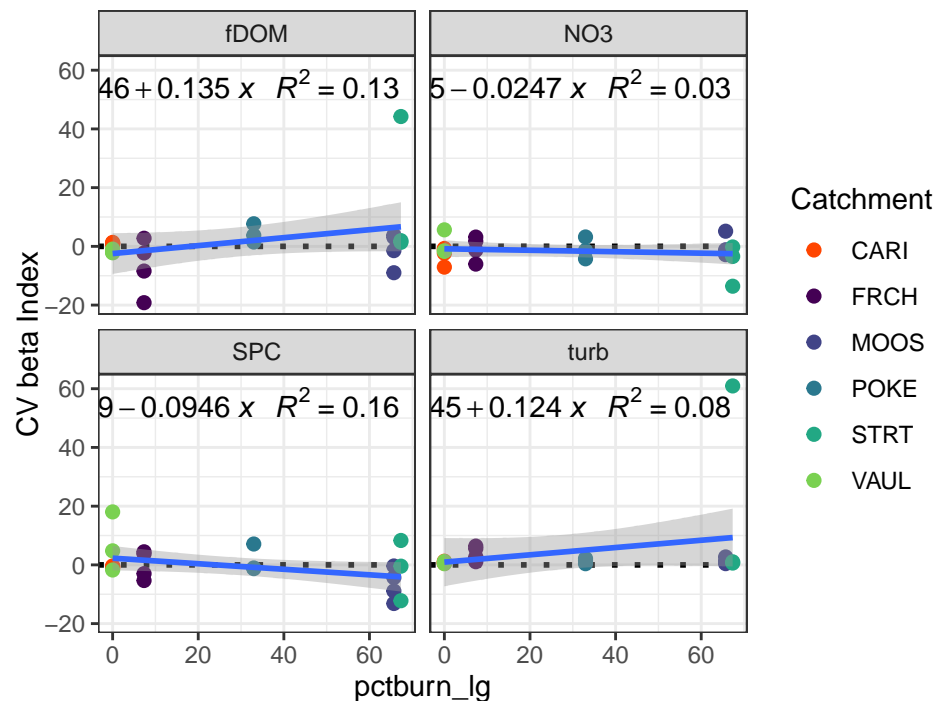 fDOM
NO3
46 + 0.135 x R² = 0.13
5 − 0.0247 x R² = 0.03
60
40
20
0
−20
SPC
turb
9 − 0.0946 x R² = 0.16
45 + 0.124 x R² = 0.08
60
40
20
0
−20
0 20 40 60
0 20 40 60
pctburn_lg
CV beta Index
Catchment
CARI
FRCH
MOOS
POKE
STRT
VAUL